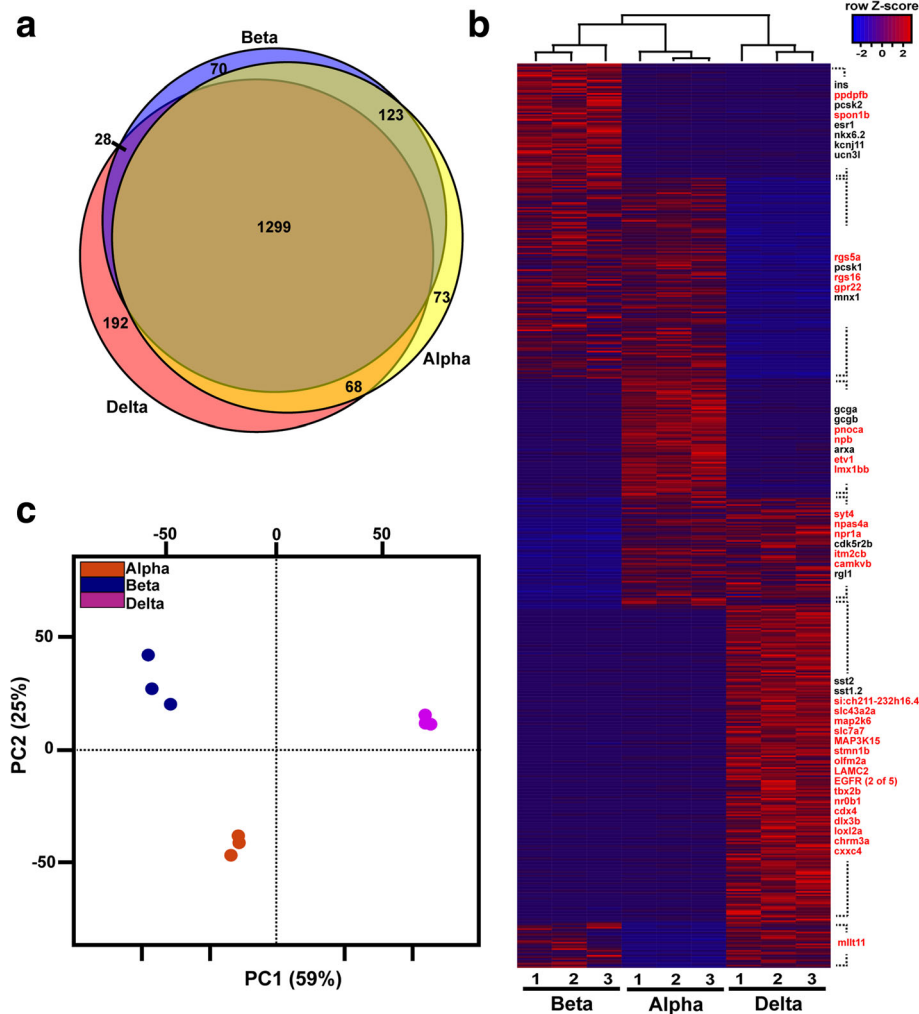 a
Beta
70
123
28
1299
192
73
68
Alpha
Delta
b
row Z-score
-2 0 2
ins
ppdpfb
pcsk2
spon1b
esr1
nkx6.2
kcnj11
ucn3l
rgs5a
pcsk1
rgs16
gpr22
mnx1
gcga
gcgb
pnoca
npb
arxa
etv1
lmx1bb
syt4
npas4a
npr1a
cdk5r2b
itm2cb
camkvb
rgl1
sst2
sst1.2
si:ch211-232h16.4
slc43a2a
map2k6
slc7a7
MAP3K15
stmn1b
olfm2a
LAMC2
EGFR (2 of 5)
tbx2b
nr0b1
cdx4
dlx3b
loxl2a
chrm3a
cxxc4
mllt11
1 2 3 1 2 3 1 2 3
Beta Alpha Delta
c
-50 0 50
Alpha
Beta
Delta
50
0
-50
PC2 (25%)
PC1 (59%)